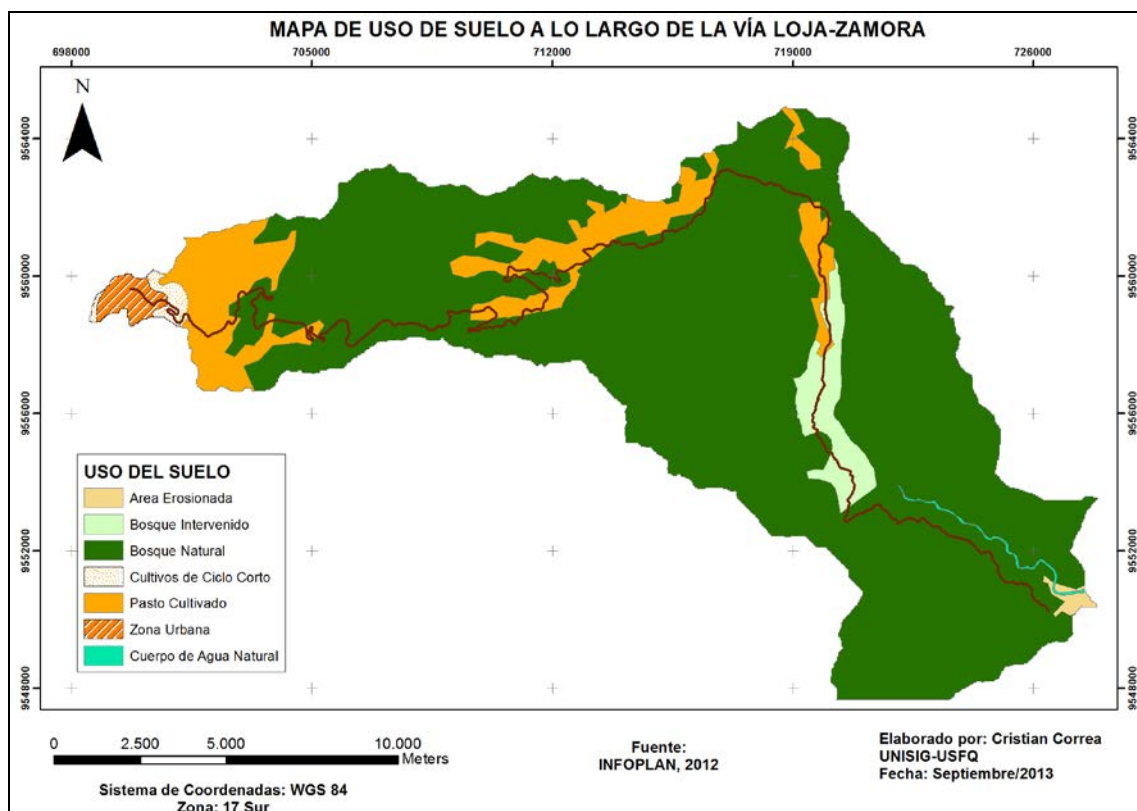 MAPA DE USO DE SUELO A LO LARGO DE LA VÍA LOJA-ZAMORA
698000 705000 712000 719000 726000
N
9564000 9564000
9560000 9560000
9556000 9556000
9552000 9552000
9548000 9548000
USO DEL SUELO
Area Erosionada
Bosque Intervenido
Bosque Natural
Cultivos de Ciclo Corto
Pasto Cultivado
Zona Urbana
Cuerpo de Agua Natural
0 2.500 5.000 10.000
Meters
Sistema de Coordenadas: WGS 84
Zona: 17 Sur
Fuente:
INFOPLAN, 2012
Elaborado por: Cristian Correa
UNISIG-USFQ
Fecha: Septiembre/2013